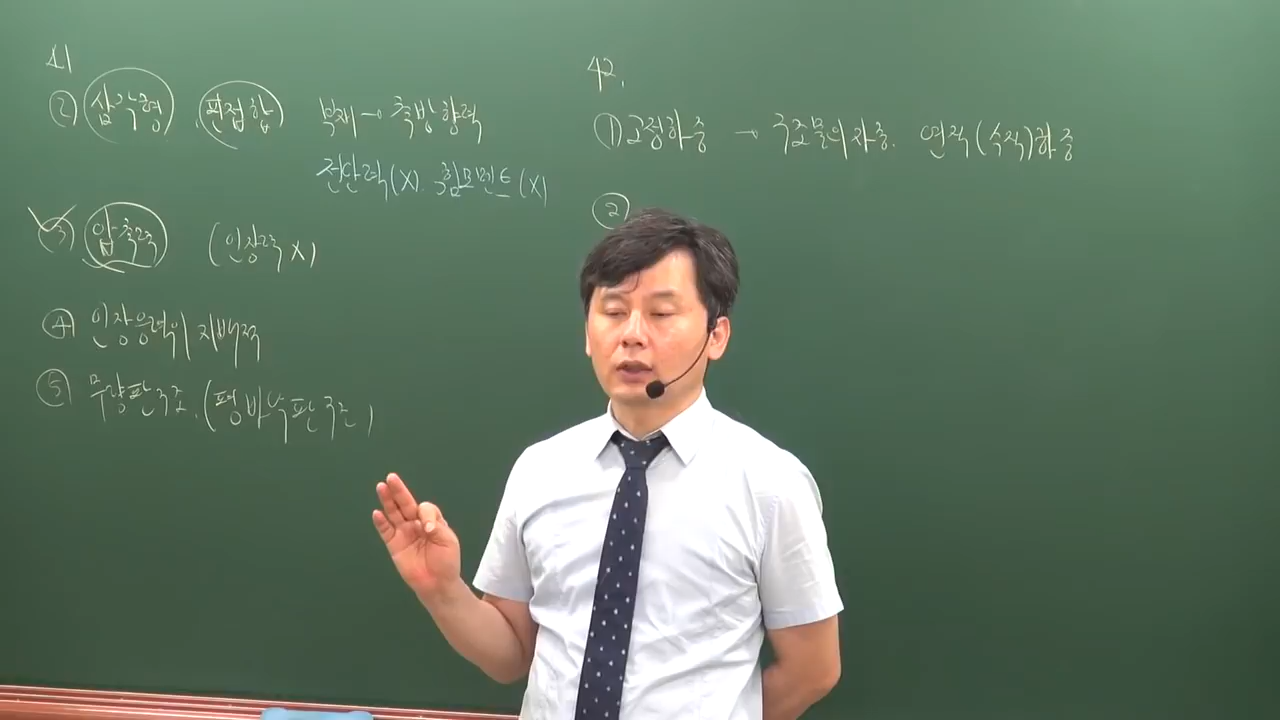 41
② 삼각형 핀접합 부재 → 축방향력
전단력(X). 휨모멘트(X)
③ 압축력 (인장력 X)
④ 인장응력이 지배적
⑤ 무량판구조.(평바닥판구조)
42.
① 고정하중 → 구조물의자중. 연직(수직)하중
②